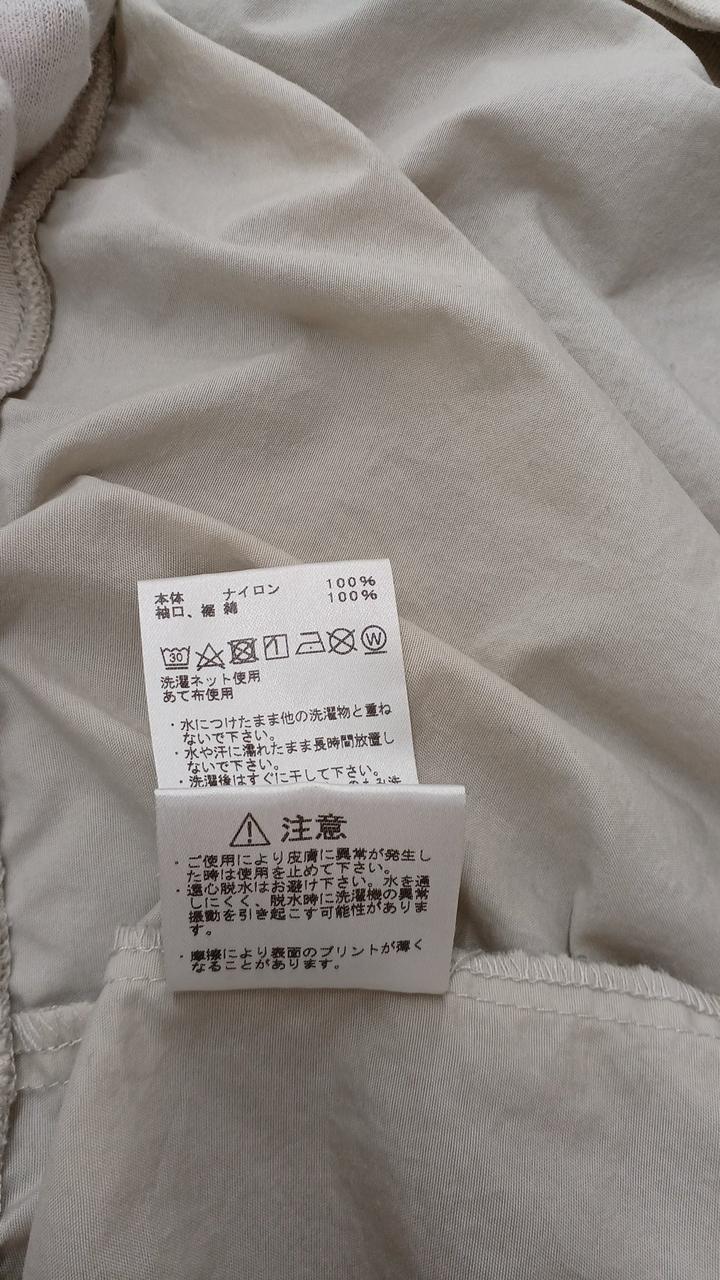 本体 ナイロン 100%
袖口、裾 綿 100%
30 W
洗濯ネット使用
あて布使用
・水につけたまま他の洗濯物と重ね
ないで下さい。
・水や汗に濡れたまま長時間放置し
ないで下さい。
・洗濯後はすぐに干して下さい。
注意
・ご使用により皮膚に異常が発生し
た時は使用を止めて下さい。
・遠心脱水はお避け下さい。水を通
しにくく、脱水時に洗濯機の異常
振動を引き起こす可能性がありま
す。
・摩擦により表面のプリントが薄く
なることがあります。